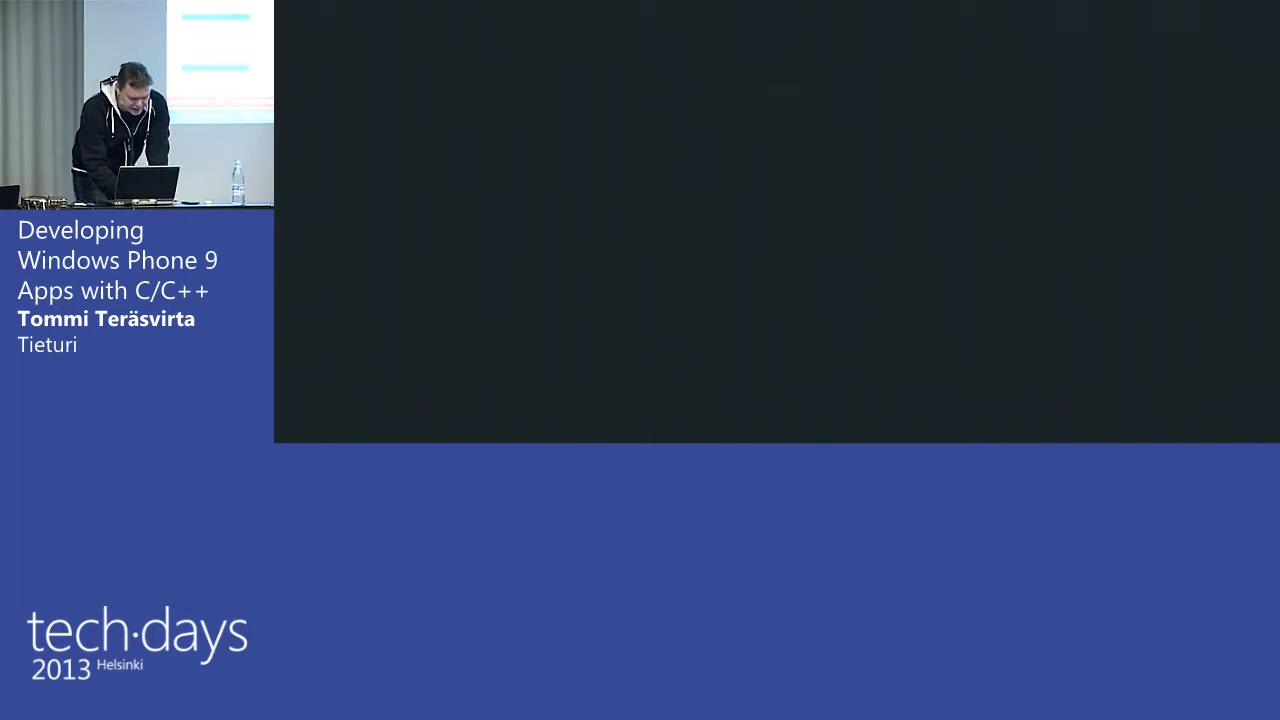 Developing
Windows Phone 9
Apps with C/C++
Tommi Teräsvirta
Tieturi
tech·days
2013 Helsinki